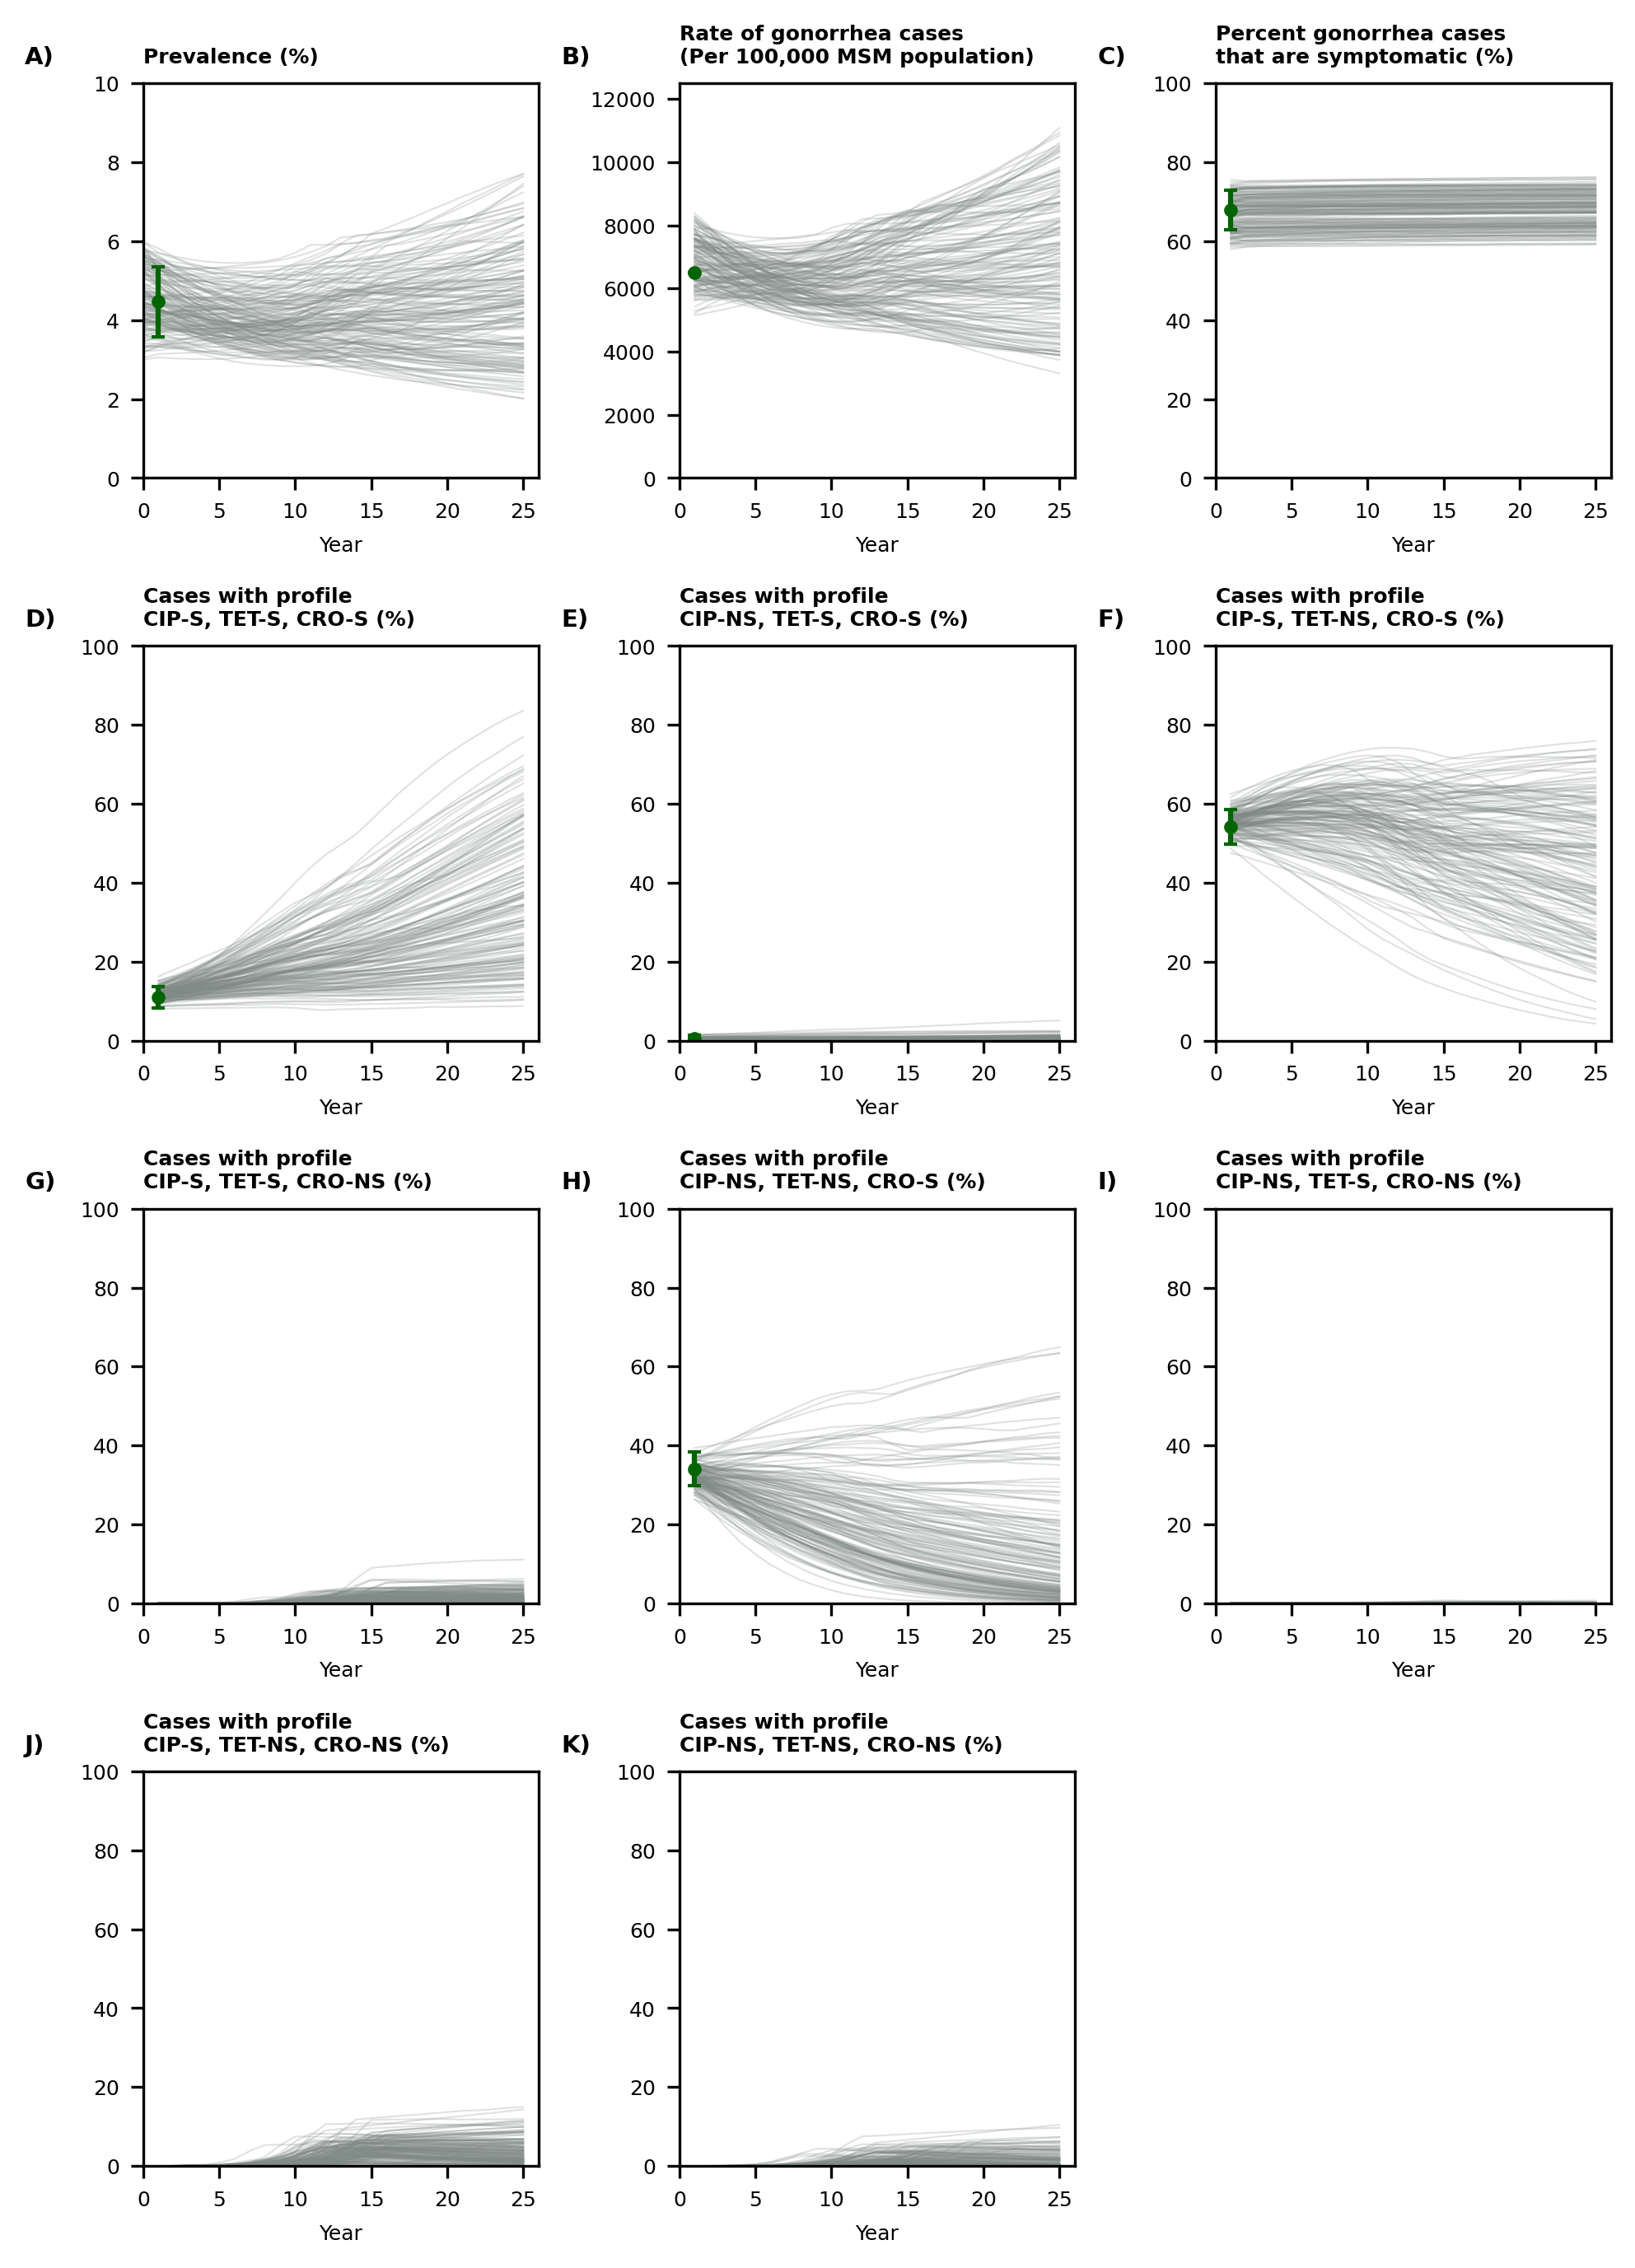 A)
Prevalence (%)
10
8
6
4
2
0
0 5 10 15 20 25
Year
B)
Rate of gonorrhea cases
(Per 100,000 MSM population)
12000
10000
8000
6000
4000
2000
0
0 5 10 15 20 25
Year
C)
Percent gonorrhea cases
that are symptomatic (%)
100
80
60
40
20
0
0 5 10 15 20 25
Year
D)
Cases with profile
CIP-S, TET-S, CRO-S (%)
100
80
60
40
20
0
0 5 10 15 20 25
Year
E)
Cases with profile
CIP-NS, TET-S, CRO-S (%)
100
80
60
40
20
0
0 5 10 15 20 25
Year
F)
Cases with profile
CIP-S, TET-NS, CRO-S (%)
100
80
60
40
20
0
0 5 10 15 20 25
Year
G)
Cases with profile
CIP-S, TET-S, CRO-NS (%)
100
80
60
40
20
0
0 5 10 15 20 25
Year
H)
Cases with profile
CIP-NS, TET-NS, CRO-S (%)
100
80
60
40
20
0
0 5 10 15 20 25
Year
I)
Cases with profile
CIP-NS, TET-S, CRO-NS (%)
100
80
60
40
20
0
0 5 10 15 20 25
Year
J)
Cases with profile
CIP-S, TET-NS, CRO-NS (%)
100
80
60
40
20
0
0 5 10 15 20 25
Year
K)
Cases with profile
CIP-NS, TET-NS, CRO-NS (%)
100
80
60
40
20
0
0 5 10 15 20 25
Year